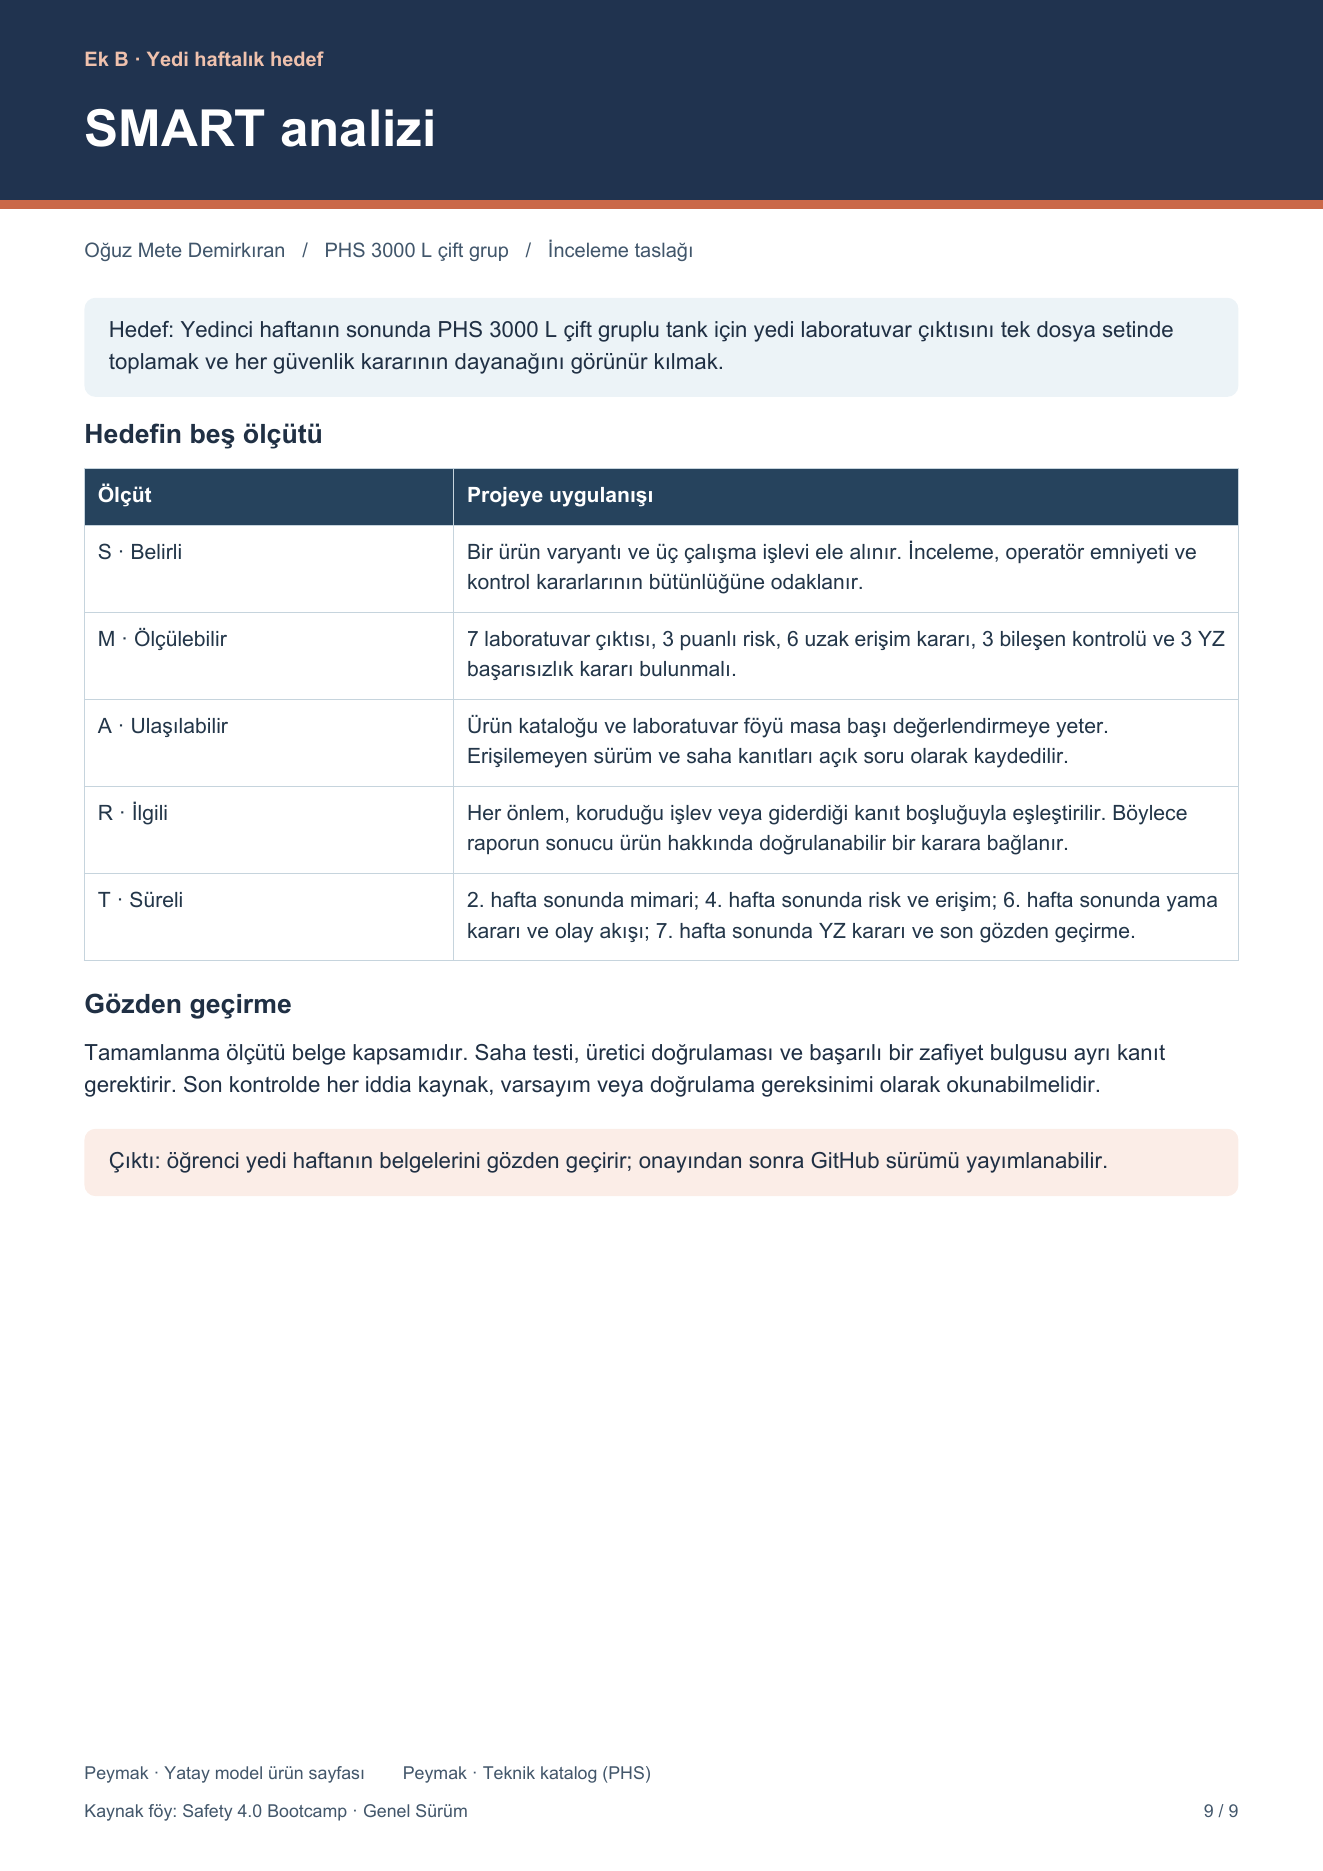 Ek B · Yedi haftalık hedef
SMART analizi
Oğuz Mete Demirkıran / PHS 3000 L çift grup / İnceleme taslağı
Hedef: Yedinci haftanın sonunda PHS 3000 L çift gruplu tank için yedi laboratuvar çıktısını tek dosya setinde
toplamak ve her güvenlik kararının dayanağını görünür kılmak.
Hedefin beş ölçütü
Ölçüt
Projeye uygulanışı
S · Belirli
Bir ürün varyantı ve üç çalışma işlevi ele alınır. İnceleme, operatör emniyeti ve
kontrol kararlarının bütünlüğüne odaklanır.
M · Ölçülebilir
7 laboratuvar çıktısı, 3 puanlı risk, 6 uzak erişim kararı, 3 bileşen kontrolü ve 3 YZ
başarısızlık kararı bulunmalı.
A · Ulaşılabilir
Ürün kataloğu ve laboratuvar föyü masa başı değerlendirmeye yeter.
Erişilemeyen sürüm ve saha kanıtları açık soru olarak kaydedilir.
R · İlgili
Her önlem, koruduğu işlev veya giderdiği kanıt boşluğuyla eşleştirilir. Böylece
raporun sonucu ürün hakkında doğrulanabilir bir karara bağlanır.
T · Süreli
2. hafta sonunda mimari; 4. hafta sonunda risk ve erişim; 6. hafta sonunda yama
kararı ve olay akışı; 7. hafta sonunda YZ kararı ve son gözden geçirme.
Gözden geçirme
Tamamlanma ölçütü belge kapsamıdır. Saha testi, üretici doğrulaması ve başarılı bir zafiyet bulgusu ayrı kanıt
gerektirir. Son kontrolde her iddia kaynak, varsayım veya doğrulama gereksinimi olarak okunabilmelidir.
Çıktı: öğrenci yedi haftanın belgelerini gözden geçirir; onayından sonra GitHub sürümü yayımlanabilir.
Peymak · Yatay model ürün sayfası Peymak · Teknik katalog (PHS)
Kaynak föy: Safety 4.0 Bootcamp · Genel Sürüm 9 / 9